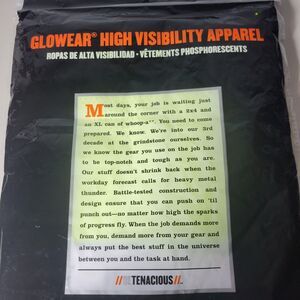 GLOWEAR® HIGH VISIBILITY APPAREL
ROPAS DE ALTA VISIBILIDAD • VÊTEMENTS PHOSPHORESCENTS
Most days, your job is waiting just
around the corner with a 2x4 and
an XL can of whoop-a**. You need to come
prepared. We know. We're into our 3rd
decade at the grindstone ourselves. So
we know the gear you use on the job has
to be top-notch and tough as you are.
Our stuff doesn't shrink back when the
workday forecast calls for heavy metal
thunder. Battle-tested construction and
design ensure that you can push on 'til
punch out—no matter how high the sparks
of progress fly. When the job demands more
from you, demand more from your gear and
always put the best stuff in the universe
between you and the task at hand.
TENACIOUS